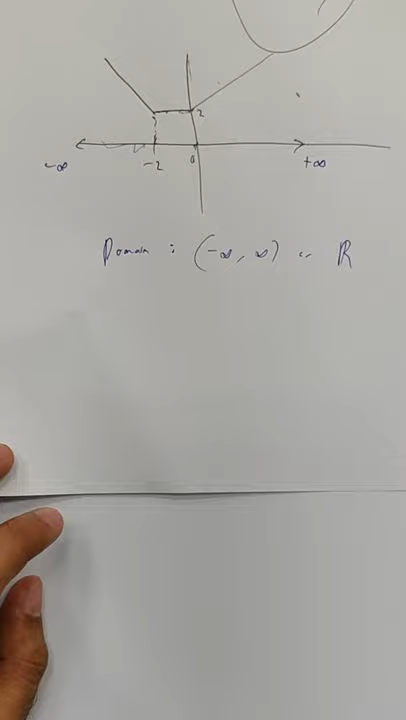 2
-∞ -2 0 +∞
Domain : (-∞, ∞) or ℝ